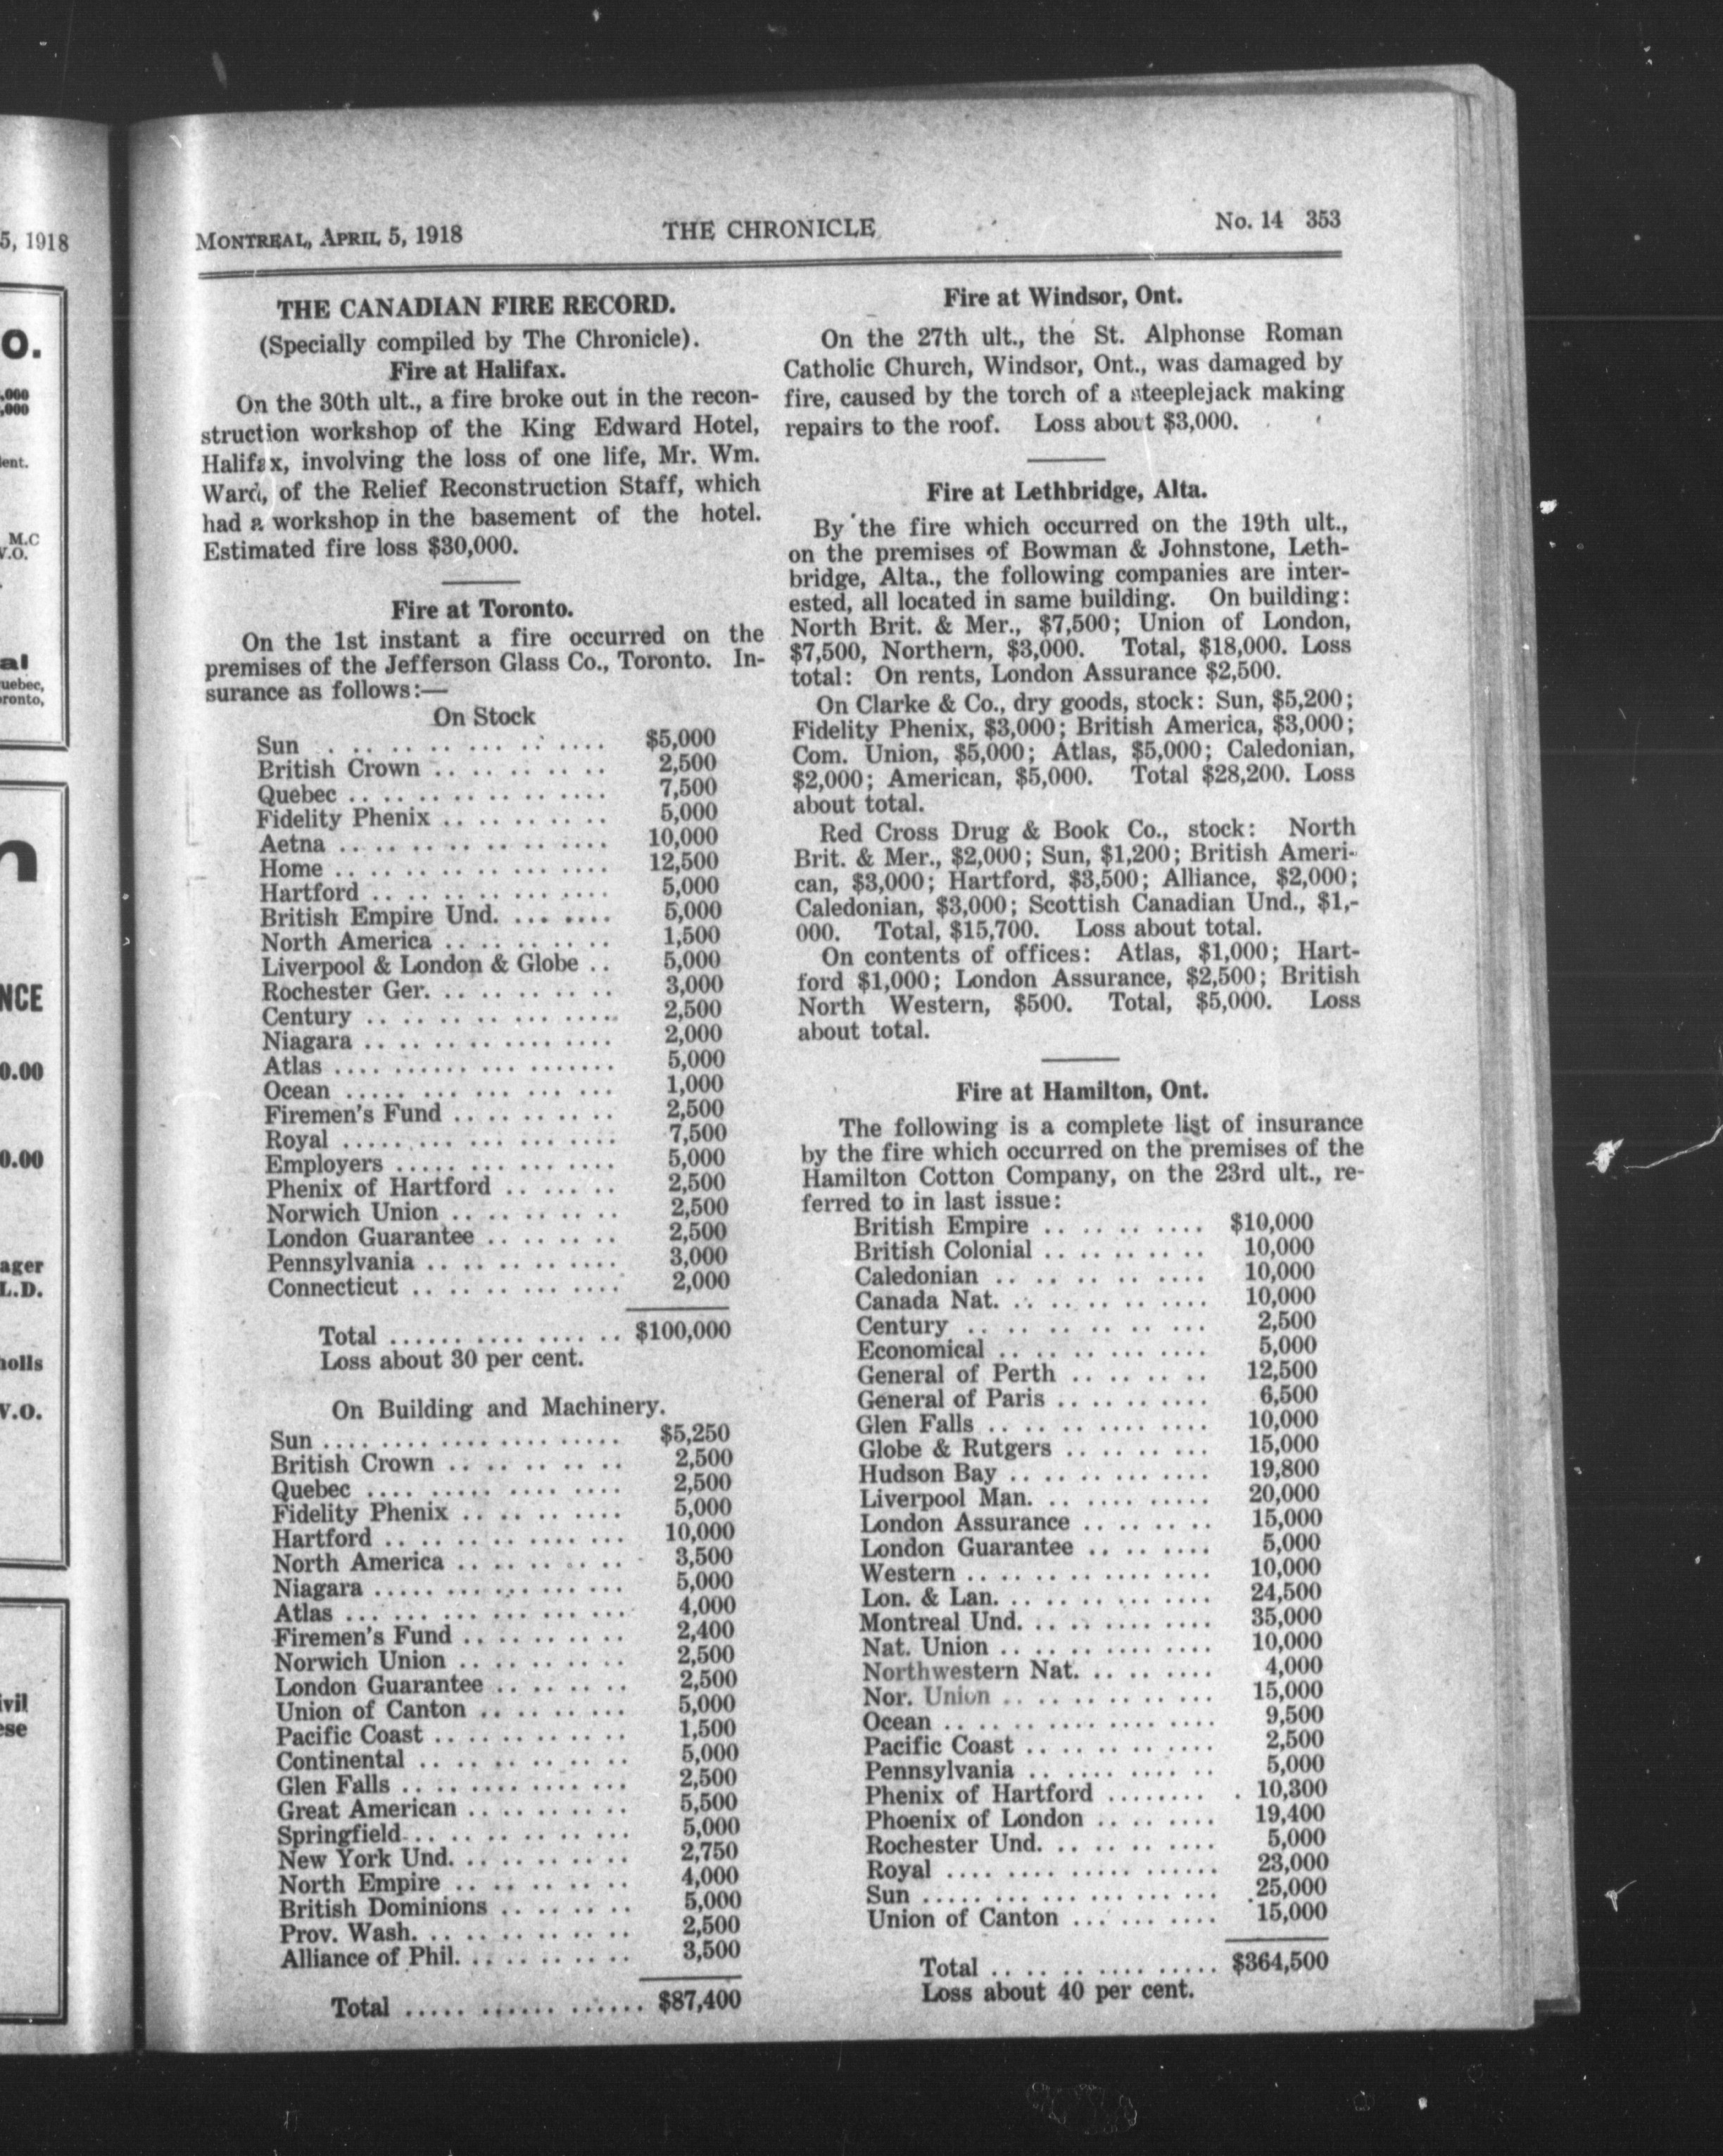 5, 1918
o.
,000
,000
dent.
M.C
V.O.
al
uebec,
oronto,
n
NCE
0.00
0.00
ager
L.D.
holls
V.O.
ivil
ese
MONTREAL, APRIL 5, 1918 THE CHRONICLE No. 14 353
THE CANADIAN FIRE RECORD.
(Specially compiled by The Chronicle).
Fire at Halifax.
On the 30th ult., a fire broke out in the recon-
struction workshop of the King Edward Hotel,
Halifax, involving the loss of one life, Mr. Wm.
Ward, of the Relief Reconstruction Staff, which
had a workshop in the basement of the hotel.
Estimated fire loss $30,000.
Fire at Toronto.
On the 1st instant a fire occurred on the
premises of the Jefferson Glass Co., Toronto. In-
surance as follows:—
On Stock
Sun . .. .. .. .. ... .. .... $5,000
British Crown .. .. .. .. .. 2,500
Quebec .. .. .. .. .. ... .... 7,500
Fidelity Phenix .. .. .. .. .. 5,000
Aetna .. .. .. .. .. ... .... 10,000
Home .. .. .. .. .. ... .... 12,500
Hartford .. .. .. .. ... .... 5,000
British Empire Und. ... .... 5,000
North America .. .. .. .. .. 1,500
Liverpool & London & Globe .. 5,000
Rochester Ger. .. .. .. .. .. 3,000
Century .. .. .. .. ... .... 2,500
Niagara .. .. .. .. ... .... 2,000
Atlas .... ... .... ... ....... 5,000
Ocean ..... ... ... ... ... 1,000
Firemen's Fund .. .. .. .. .. 2,500
Royal ..... ... ... ... .... 7,500
Employers ..... ... ... .... 5,000
Phenix of Hartford .. .. .. 2,500
Norwich Union .. .. .. .. .. 2,500
London Guarantee .. .. .. .. 2,500
Pennsylvania .. .. .. .. .... 3,000
Connecticut .. .. .. ... .... 2,000
Total ...... .... ... .. .. $100,000
Loss about 30 per cent.
On Building and Machinery.
Sun .... .... .... .... ..... $5,250
British Crown .. .. .. .. .. 2,500
Quebec .... ..... .... .... 2,500
Fidelity Phenix .. .. .. .... 5,000
Hartford .. .. .. .. ... ... 10,000
North America .. .. .. .. .. 3,500
Niagara ..... ... .. ... ... 5,000
Atlas ... ... ... ... ... ... 4,000
Firemen's Fund .. .. .. .. .. 2,400
Norwich Union .. .. .. .. .. 2,500
London Guarantee .. .. .. .. 2,500
Union of Canton .. .. .. ... 5,000
Pacific Coast .. .. .. .. ... 1,500
Continental .. .. .. .. .. .. 5,000
Glen Falls .. .. .. .... ... 2,500
Great American .. .. .. .. .. 5,500
Springfield .. .. .. .. .. ... 5,000
New York Und. .. .. .. .. .. 2,750
North Empire .. .. .. .. .. 4,000
British Dominions .. .. .. .. 5,000
Prov. Wash. .. .. .. .. .. .. 2,500
Alliance of Phil. .. .. .. .. .. 3,500
Total ..... ...... ...... $87,400
Fire at Windsor, Ont.
On the 27th ult., the St. Alphonse Roman
Catholic Church, Windsor, Ont., was damaged by
fire, caused by the torch of a steeplejack making
repairs to the roof. Loss about $3,000.
Fire at Lethbridge, Alta.
By the fire which occurred on the 19th ult.,
on the premises of Bowman & Johnstone, Leth-
bridge, Alta., the following companies are inter-
ested, all located in same building. On building:
North Brit. & Mer., $7,500; Union of London,
$7,500, Northern, $3,000. Total, $18,000. Loss
total: On rents, London Assurance $2,500.
On Clarke & Co., dry goods, stock: Sun, $5,200;
Fidelity Phenix, $3,000; British America, $3,000;
Com. Union, $5,000; Atlas, $5,000; Caledonian,
$2,000; American, $5,000. Total $28,200. Loss
about total.
Red Cross Drug & Book Co., stock: North
Brit. & Mer., $2,000; Sun, $1,200; British Ameri-
can, $3,000; Hartford, $3,500; Alliance, $2,000;
Caledonian, $3,000; Scottish Canadian Und., $1,-
000. Total, $15,700. Loss about total.
On contents of offices: Atlas, $1,000; Hart-
ford $1,000; London Assurance, $2,500; British
North Western, $500. Total, $5,000. Loss
about total.
Fire at Hamilton, Ont.
The following is a complete list of insurance
by the fire which occurred on the premises of the
Hamilton Cotton Company, on the 23rd ult., re-
ferred to in last issue:
British Empire .. .. .. .... $10,000
British Colonial .. .. .. .. .. 10,000
Caledonian .. .. .. .. .... 10,000
Canada Nat. .. .. .. .. .... 10,000
Century .. .. .. .. .. ... 2,500
Economical .. .. .. ... .... 5,000
General of Perth .. .. .. .. 12,500
General of Paris .. .. .. .. 6,500
Glen Falls .. .. .. .... .... 10,000
Globe & Rutgers .. .. .. ... 15,000
Hudson Bay .. .. .. ... .... 19,800
Liverpool Man. .. .. .... ..... 20,000
London Assurance .. .. .. .. 15,000
London Guarantee .. .. .... 5,000
Western .. .. .. .. .... .... 10,000
Lon. & Lan. .. .. .. ... .... 24,500
Montreal Und. .. .. .... .... 35,000
Nat. Union .. .. .. .... .... 10,000
Northwestern Nat. .. .. .... 4,000
Nor. Union .. .. .. .. .. ... 15,000
Ocean .. .. .. .... .... .... 9,500
Pacific Coast .. .. .. .. .... 2,500
Pennsylvania .. .. .... .. .. 5,000
Phenix of Hartford ........ . 10,300
Phoenix of London .. .. .... 19,400
Rochester Und. .. .. .. .. .. 5,000
Royal .... .... ... ... ...... 23,000
Sun ..... ... ... ... ... ... 25,000
Union of Canton ... ... .... 15,000
Total .. .. .. .. .... ..... $364,500
Loss about 40 per cent.